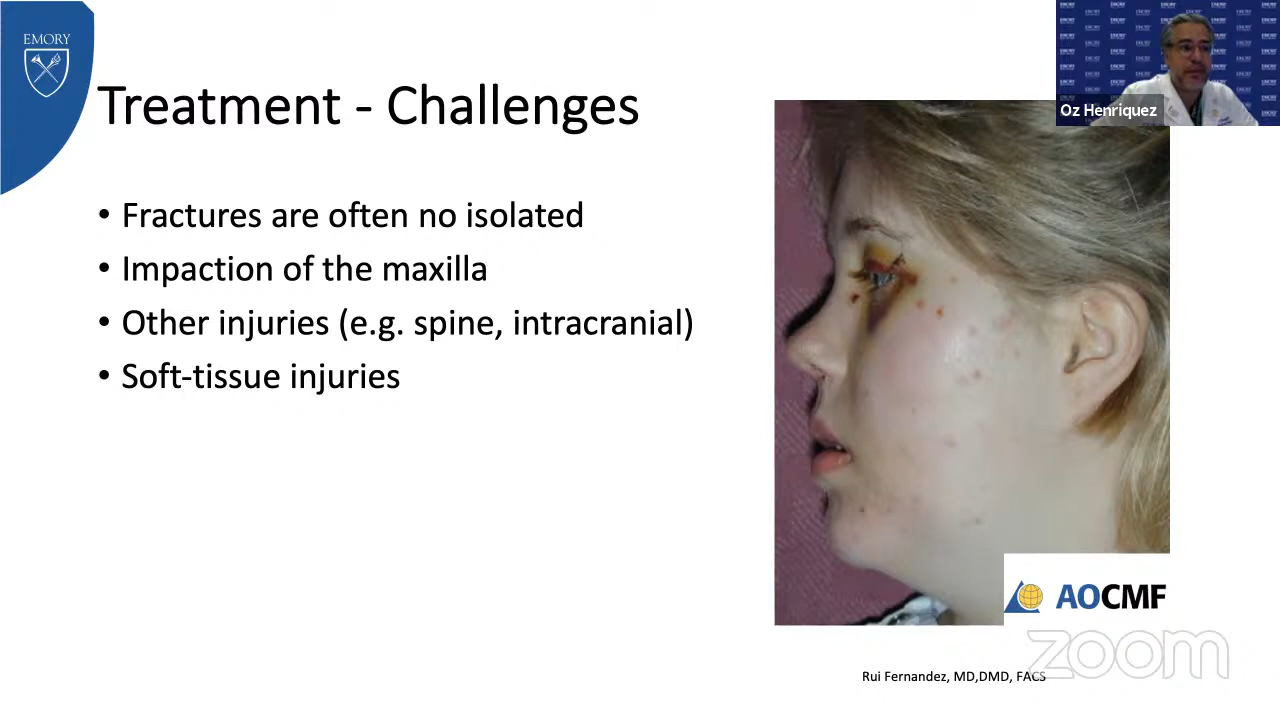 EMORY
Treatment - Challenges
Oz Henriquez
• Fractures are often no isolated
• Impaction of the maxilla
• Other injuries (e.g. spine, intracranial)
• Soft-tissue injuries
AOCMF
zoom
Rui Fernandez, MD,DMD, FACS